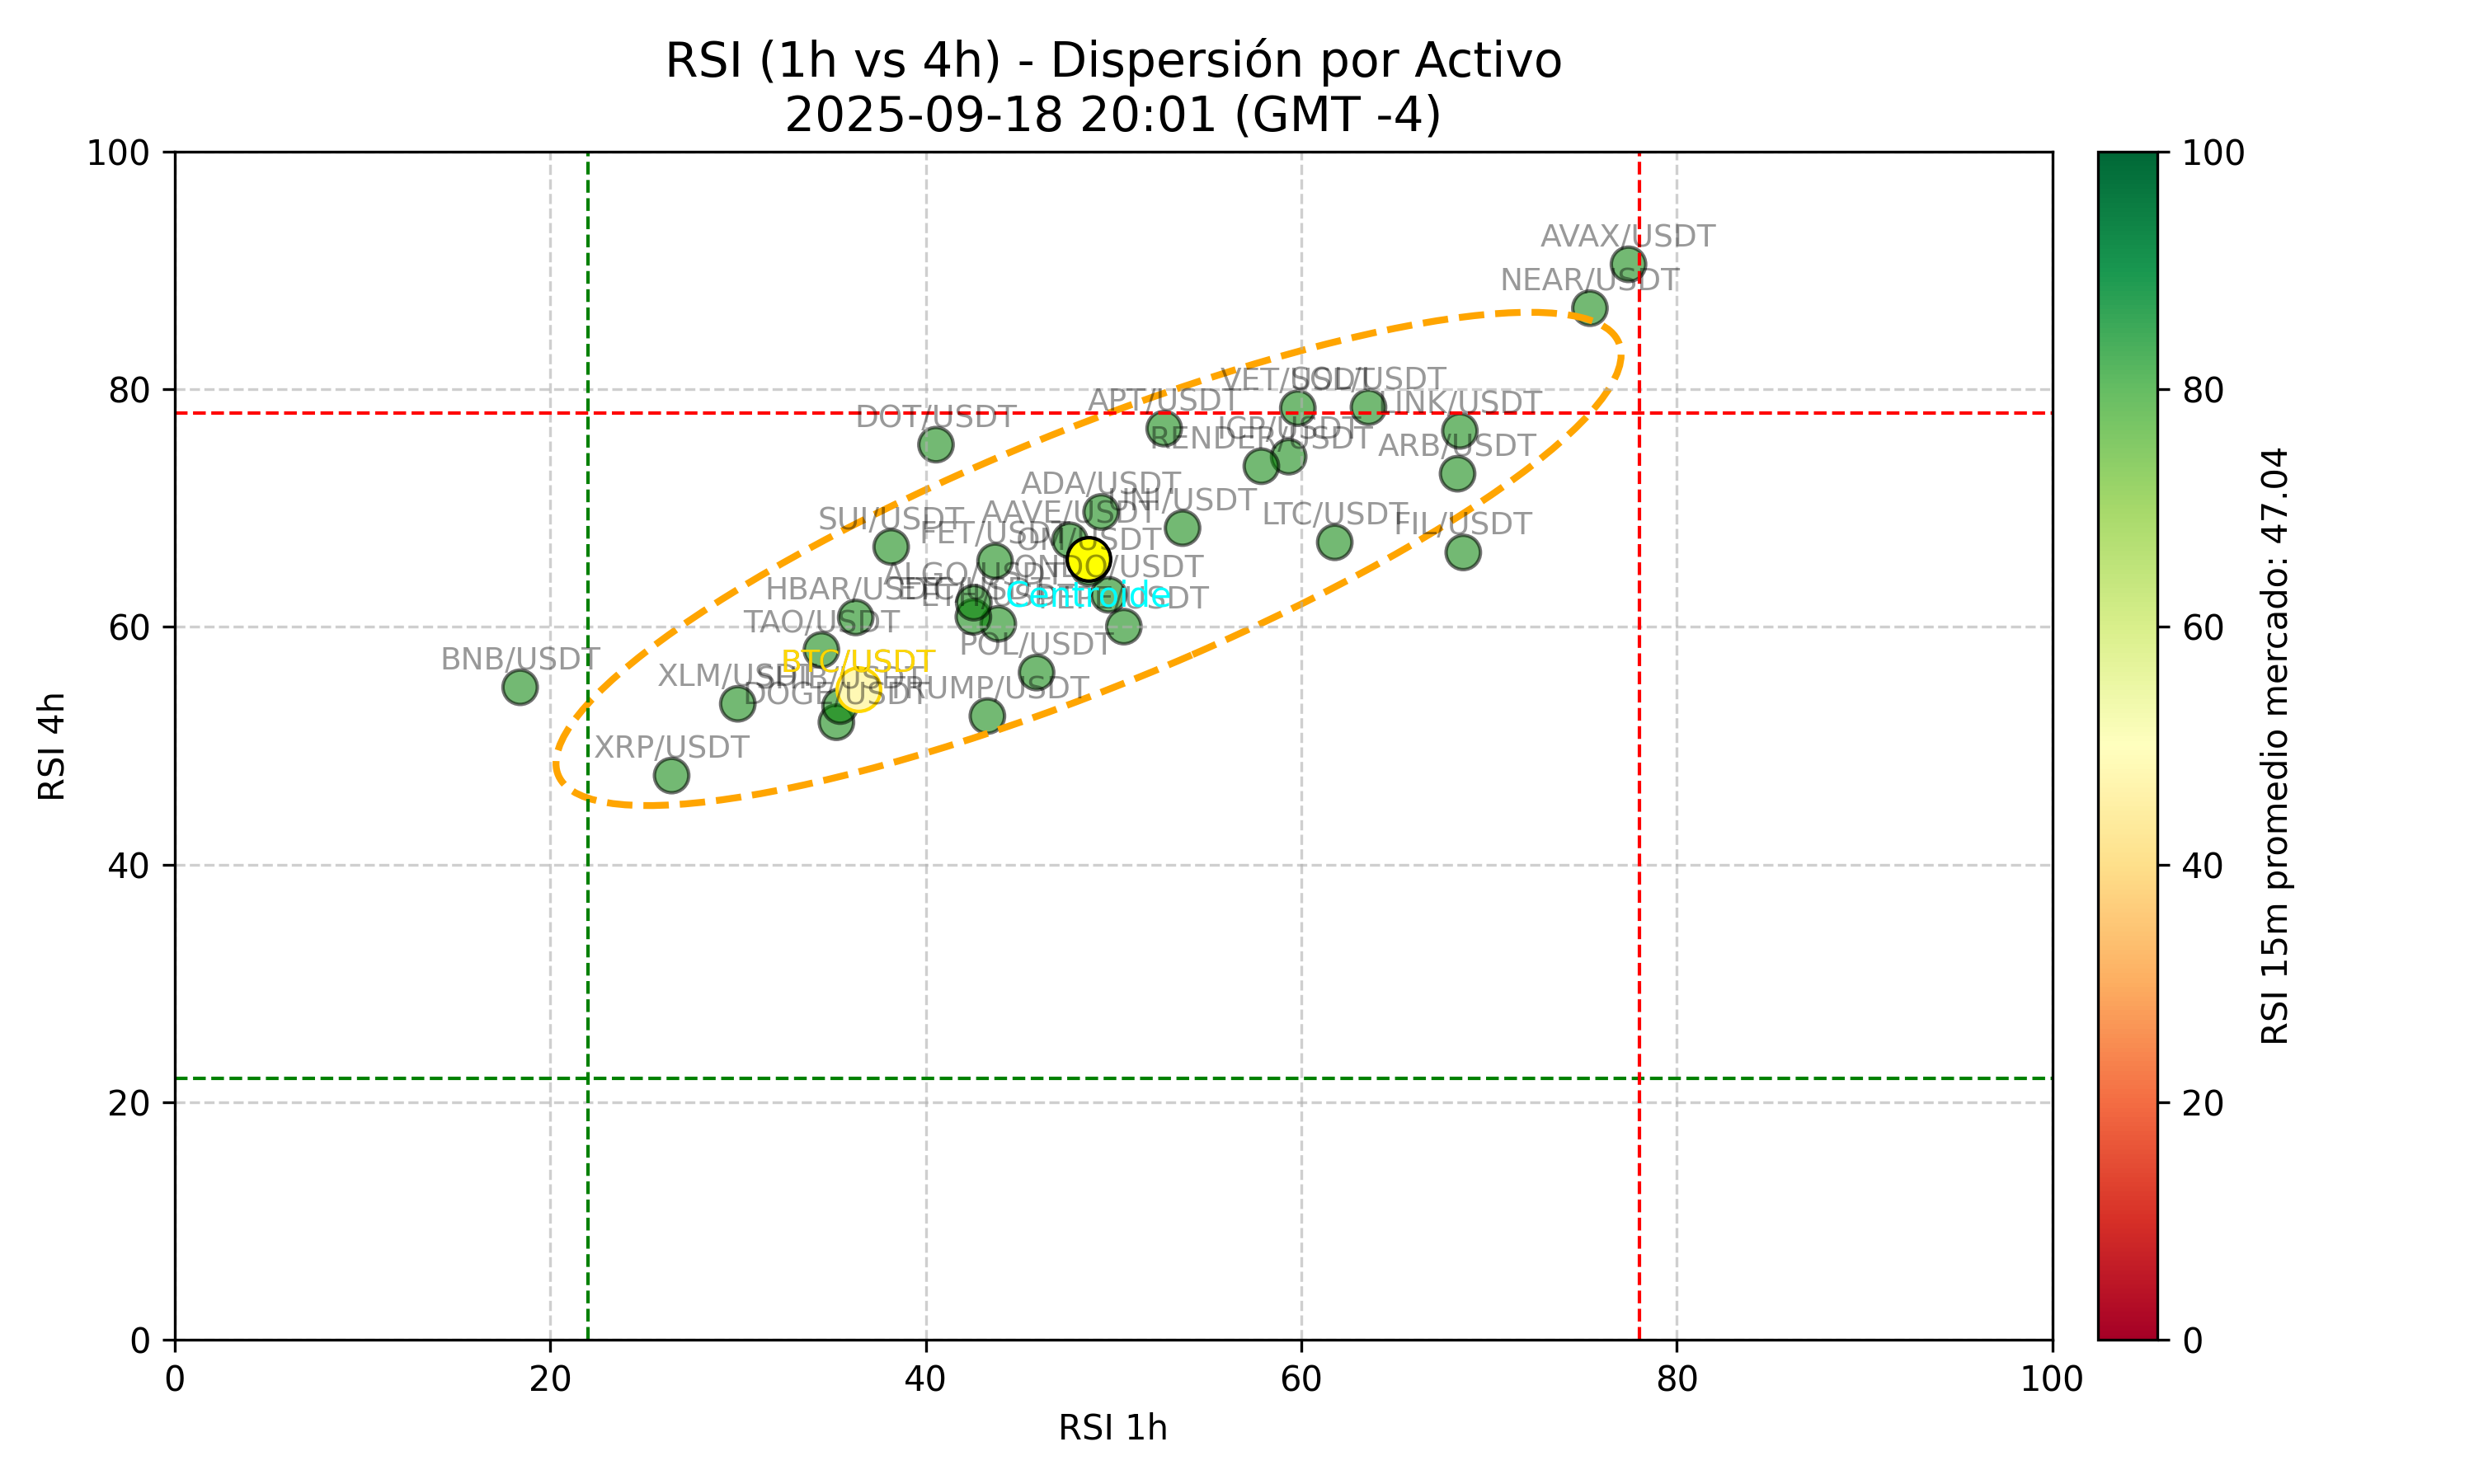 RSI (1h vs 4h) - Dispersión por Activo
2025-09-18 20:01 (GMT -4)
100
80
60
40
20
0
RSI 4h
AVAX/USDT
NEAR/USDT
VET/USDT
SOL/USDT
APT/USDT
LINK/USDT
DOT/USDT
ICP/USDT
RENDER/USDT
ARB/USDT
ADA/USDT
UNI/USDT
AAVE/USDT
LTC/USDT
FIL/USDT
SUI/USDT
FET/USDT
OM/USDT
ONDO/USDT
ALGO/USDT
HBAR/USDT
Centroide
TAO/USDT
POL/USDT
BTC/USDT
BNB/USDT
XLM/USDT
SHIB/USDT
DOGE/USDT
TRUMP/USDT
XRP/USDT
0
20
40
60
80
100
RSI 1h
100
80
60
40
20
0
RSI 15m promedio mercado: 47.04